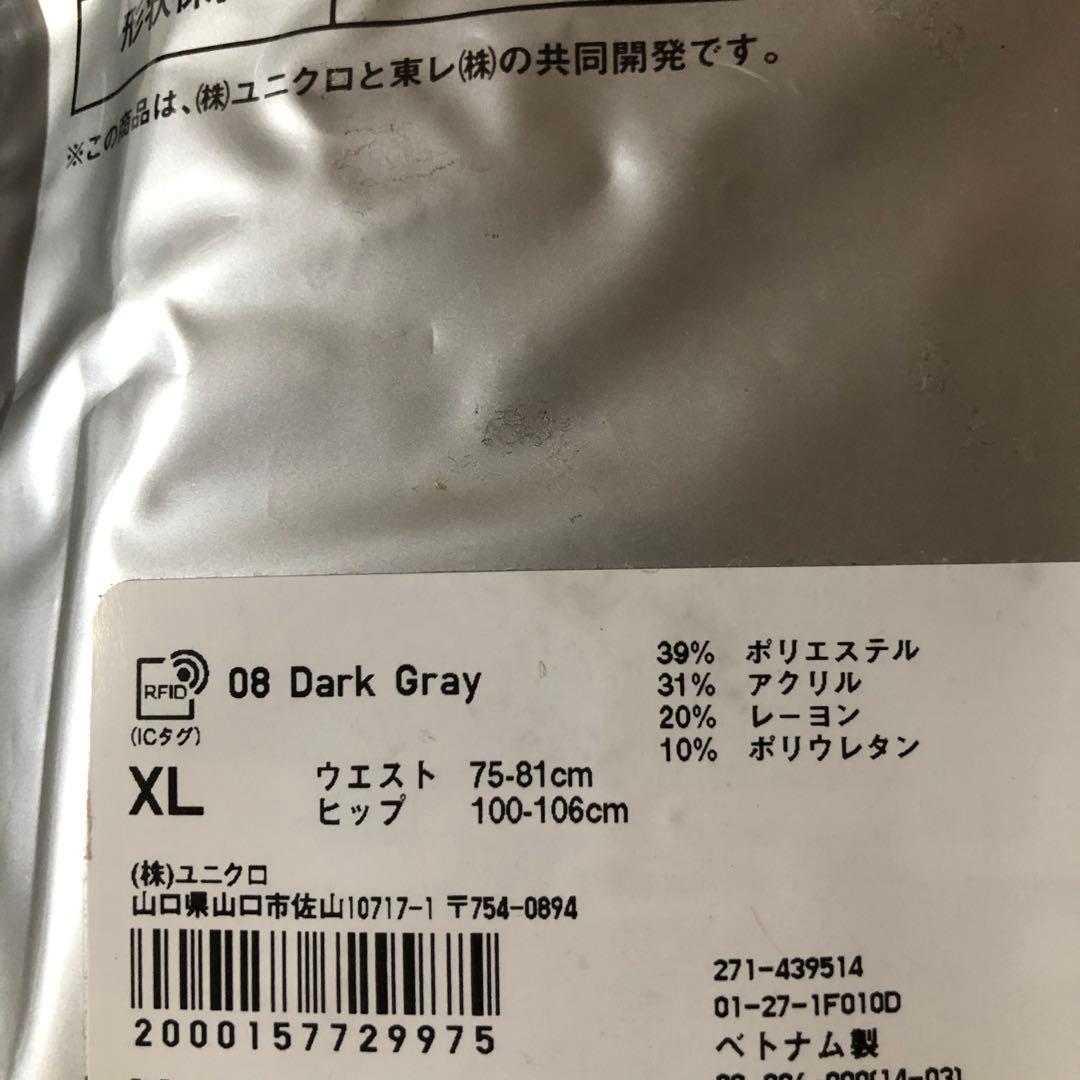 形状保
※この商品は、(株)ユニクロと東レ(株)の共同開発です。
RFID
(ICタグ)
08 Dark Gray
39% ポリエステル
31% アクリル
20% レーヨン
10% ポリウレタン
XL
ウエスト 75-81cm
ヒップ 100-106cm
(株)ユニクロ
山口県山口市佐山10717-1 〒754-0894
2000157729975
271-439514
01-27-1F010D
ベトナム製